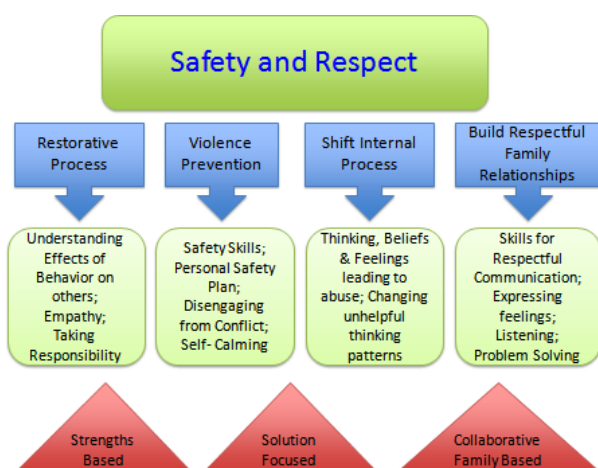 Safety and Respect
Restorative
Process
Violence
Prevention
Shift Internal
Process
Build Respectful
Family
Relationships
Understanding
Effects of
Behavior on
others;
Empathy;
Taking
Responsibility
Safety Skills;
Personal Safety
Plan;
Disengaging
from Conflict;
Self- Calming
Thinking, Beliefs
& Feelings
leading to
abuse; Changing
unhelpful
thinking
patterns
Skills for
Respectful
Communication;
Expressing
feelings;
Listening;
Problem Solving
Strengths
Based
Solution
Focused
Collaborative
Family Based